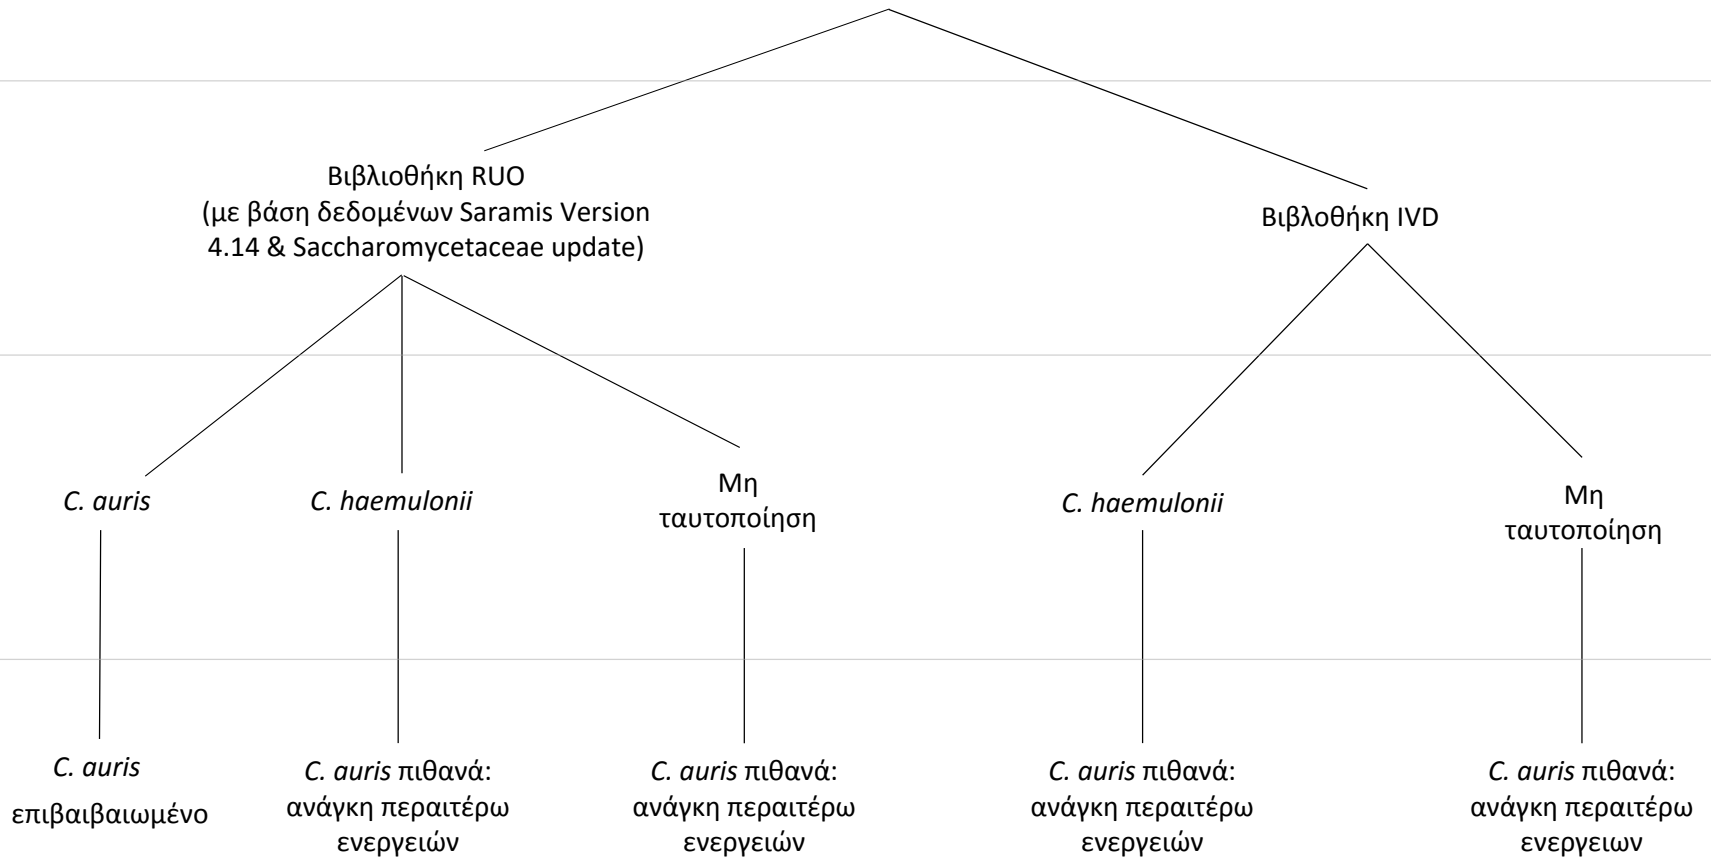 Βιβλιοθήκη RUO
(με βάση δεδομένων Saramis Version
4.14 & Saccharomycetaceae update)
Βιβλοθήκη IVD
C. auris
C. haemulonii
Μη
ταυτοποίηση
C. haemulonii
Μη
ταυτοποίηση
C. auris
επιβαιβαιωμένο
C. auris πιθανά:
ανάγκη περαιτέρω
ενεργειών
C. auris πιθανά:
ανάγκη περαιτέρω
ενεργειών
C. auris πιθανά:
ανάγκη περαιτέρω
ενεργειών
C. auris πιθανά:
ανάγκη περαιτέρω
ενεργειων